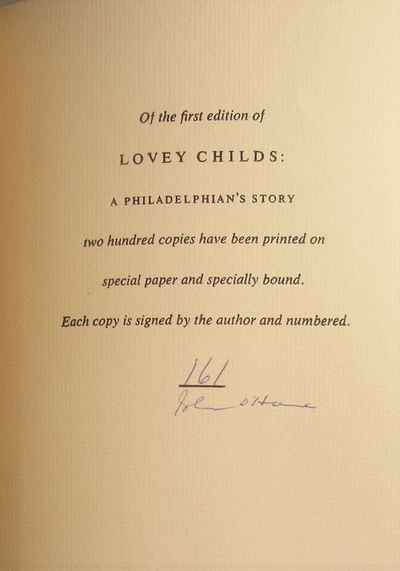 Of the first edition of
LOVEY CHILDS:
A PHILADELPHIAN'S STORY
two hundred copies have been printed on
special paper and specially bound.
Each copy is signed by the author and numbered.
161
John O'Hara